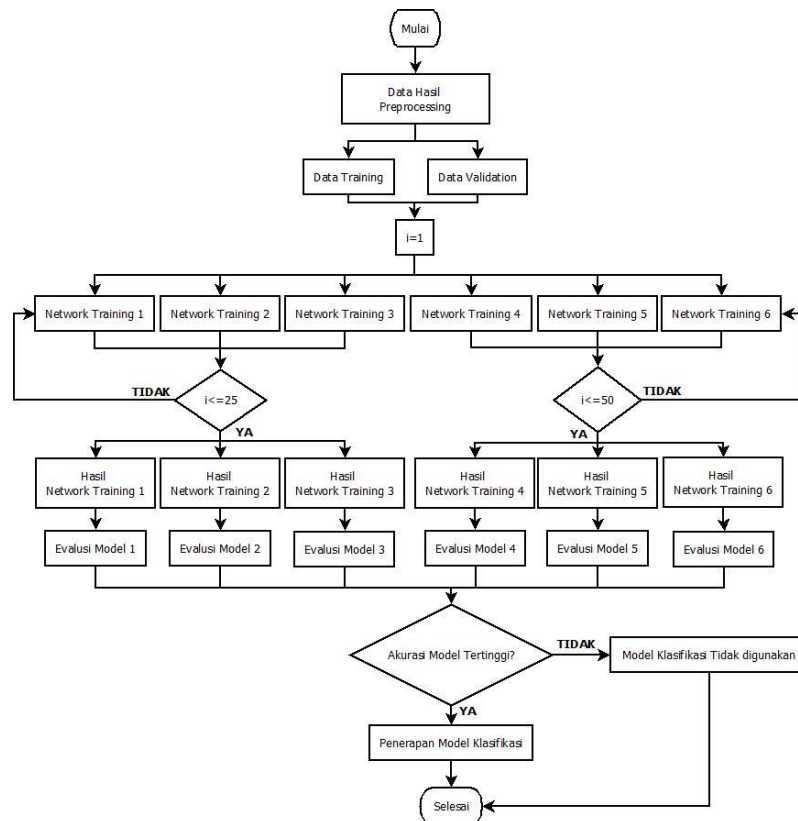 Mulai
Data Hasil
Preprocessing
Data Training
Data Validation
i=1
Network Training 1
Network Training 2
Network Training 3
Network Training 4
Network Training 5
Network Training 6
TIDAK
i<=25
YA
i<=50
TIDAK
YA
Hasil
Network Training 1
Hasil
Network Training 2
Hasil
Network Training 3
Hasil
Network Training 4
Hasil
Network Training 5
Hasil
Network Training 6
Evalusi Model 1
Evalusi Model 2
Evalusi Model 3
Evalusi Model 4
Evalusi Model 5
Evalusi Model 6
Akurasi Model Tertinggi?
TIDAK
Model Klasifikasi Tidak digunakan
YA
Penerapan Model Klasifikasi
Selesai